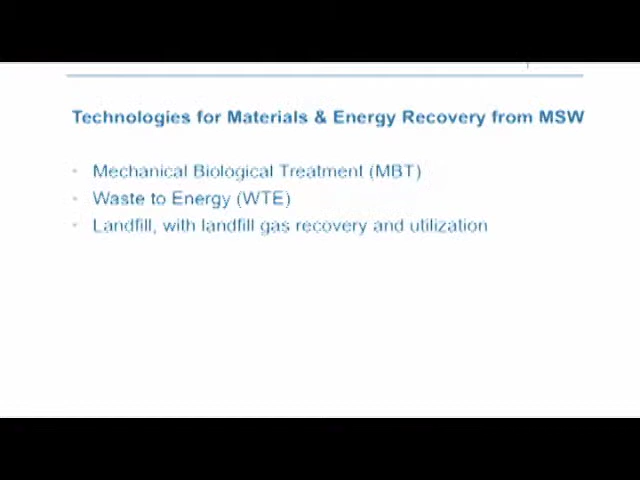 Technologies for Materials & Energy Recovery from MSW
• Mechanical Biological Treatment (MBT)
• Waste to Energy (WTE)
• Landfill, with landfill gas recovery and utilization